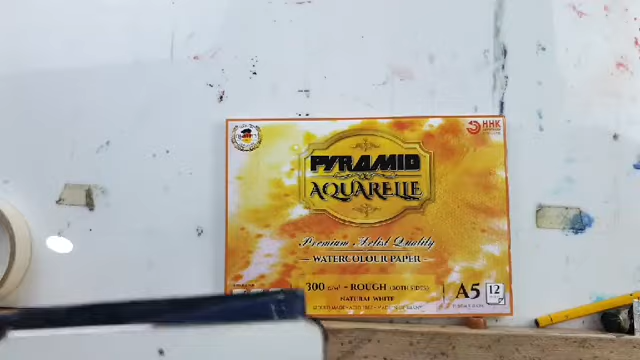 HHK
PYRAMID
AQUARELLE
Premium Artist Quality
WATERCOLOUR PAPER
300 G/M² - ROUGH (BOTH SIDES)
NATURAL WHITE
A5
12